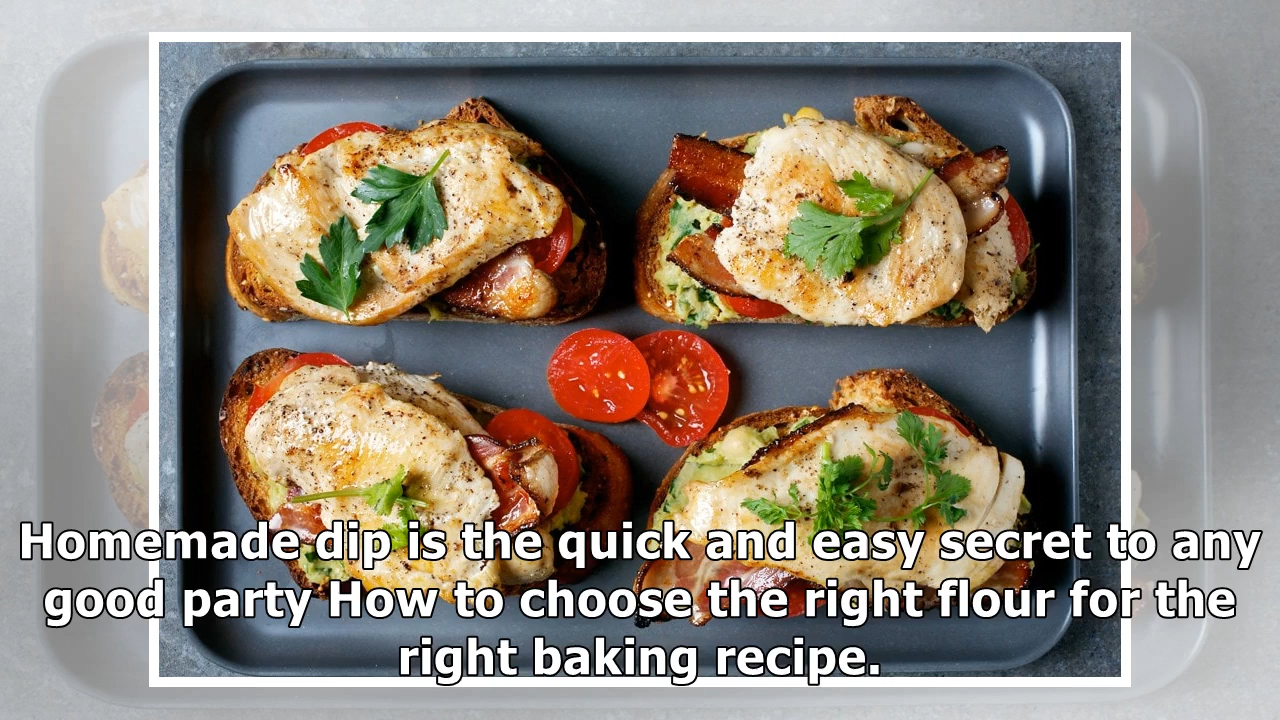 Homemade dip is the quick and easy secret to any
good party How to choose the right flour for the
right baking recipe.